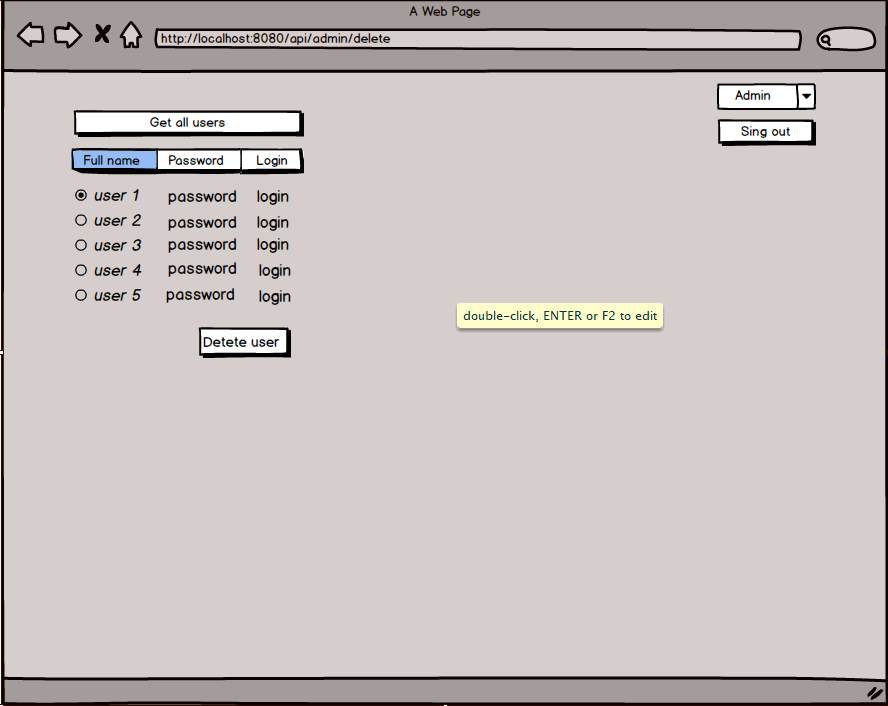 A Web Page
http://localhost:8080/api/admin/delete
Admin
Sing out
Get all users
Full name Password Login
user 1 password login
user 2 password login
user 3 password login
user 4 password login
user 5 password login
double-click, ENTER or F2 to edit
Detete user